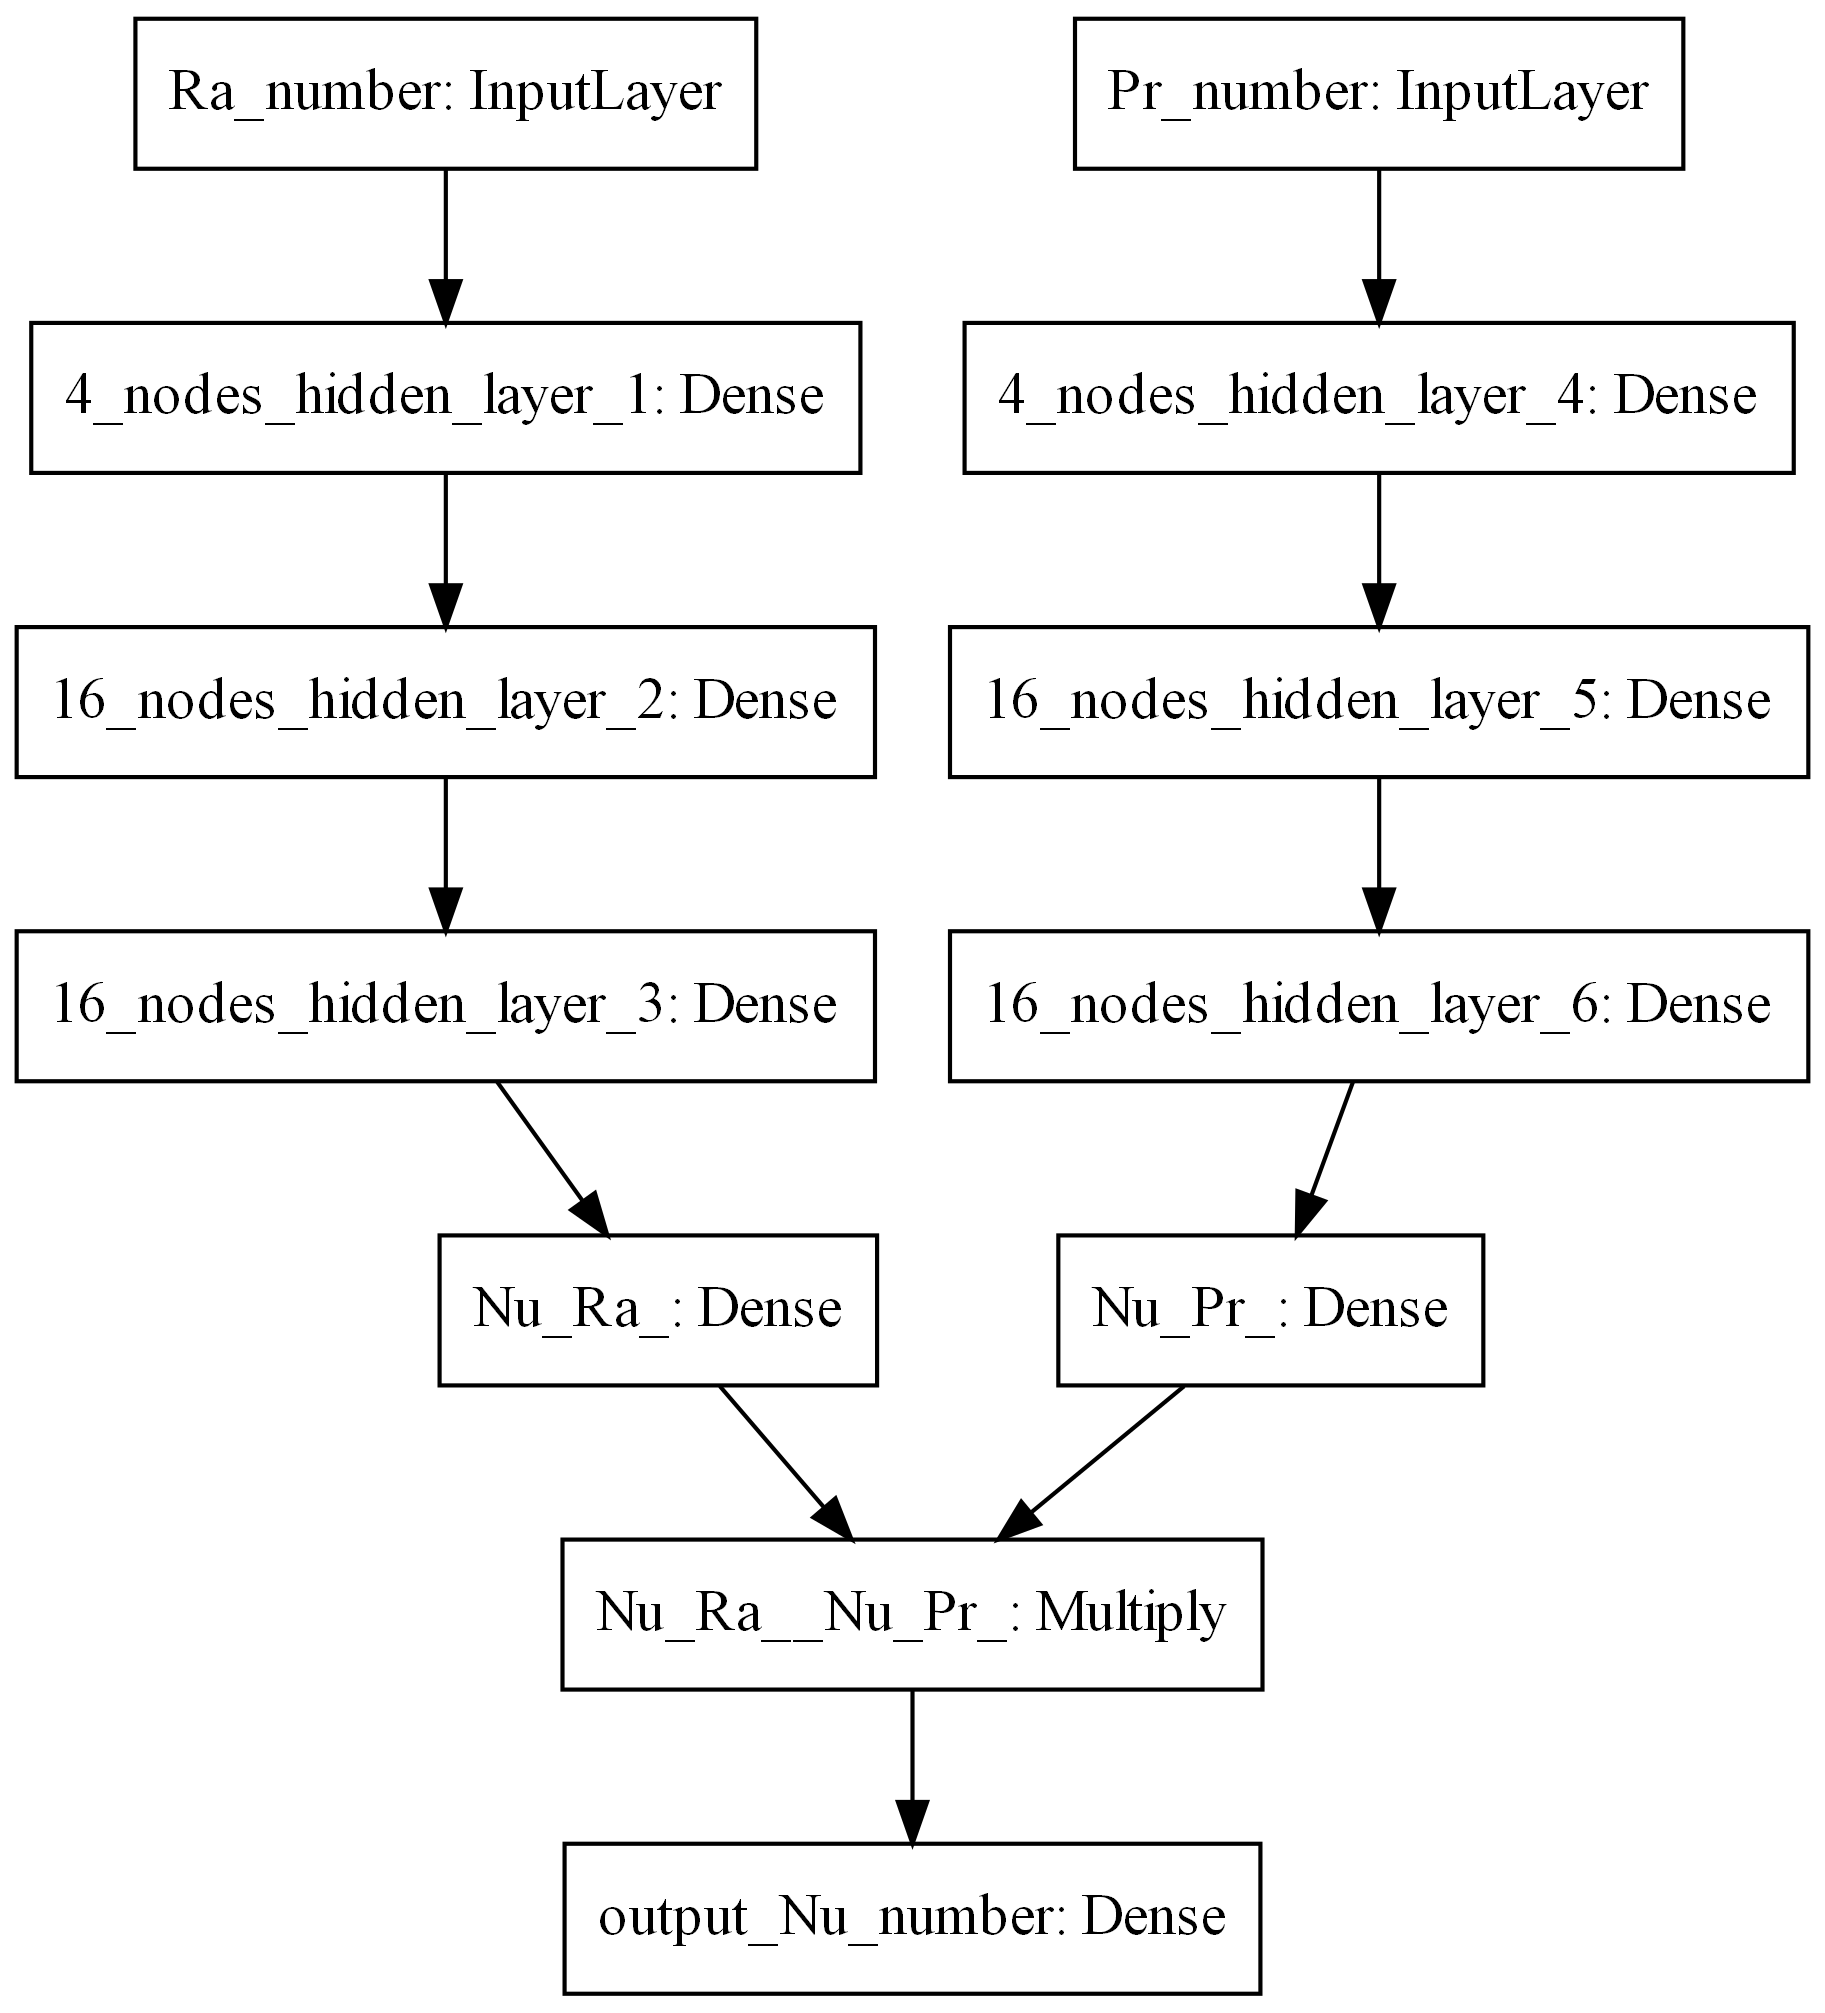 Ra_number: InputLayer
Pr_number: InputLayer
4_nodes_hidden_layer_1: Dense
4_nodes_hidden_layer_4: Dense
16_nodes_hidden_layer_2: Dense
16_nodes_hidden_layer_5: Dense
16_nodes_hidden_layer_3: Dense
16_nodes_hidden_layer_6: Dense
Nu_Ra_: Dense
Nu_Pr_: Dense
Nu_Ra__Nu_Pr_: Multiply
output_Nu_number: Dense